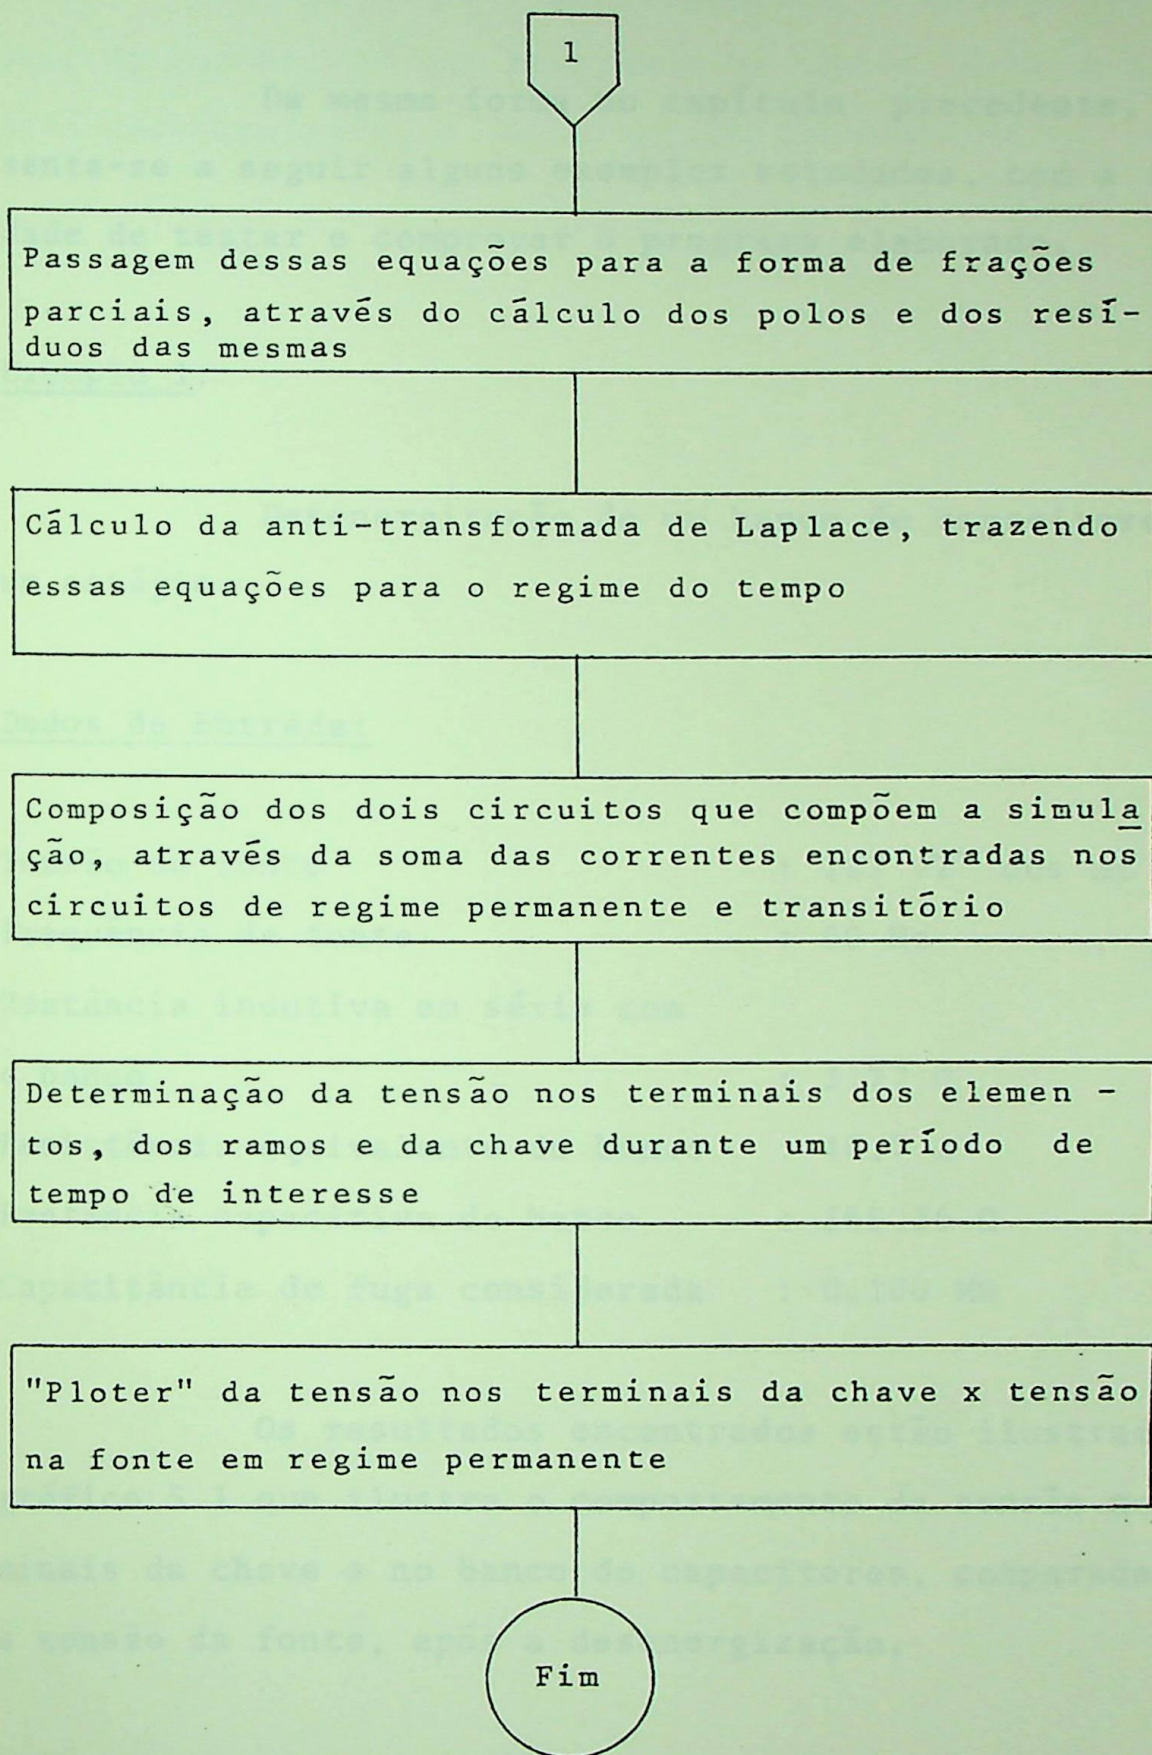 1
Passagem dessas equações para a forma de frações
parciais, através do cálculo dos polos e dos resí-
duos das mesmas
Cálculo da anti-transformada de Laplace, trazendo
essas equações para o regime do tempo
Composição dos dois circuitos que compõem a simula
ção, através da soma das correntes encontradas nos
circuitos de regime permanente e transitório
Determinação da tensão nos terminais dos elemen -
tos, dos ramos e da chave durante um período de
tempo de interesse
"Ploter" da tensão nos terminais da chave x tensão
na fonte em regime permanente
Fim